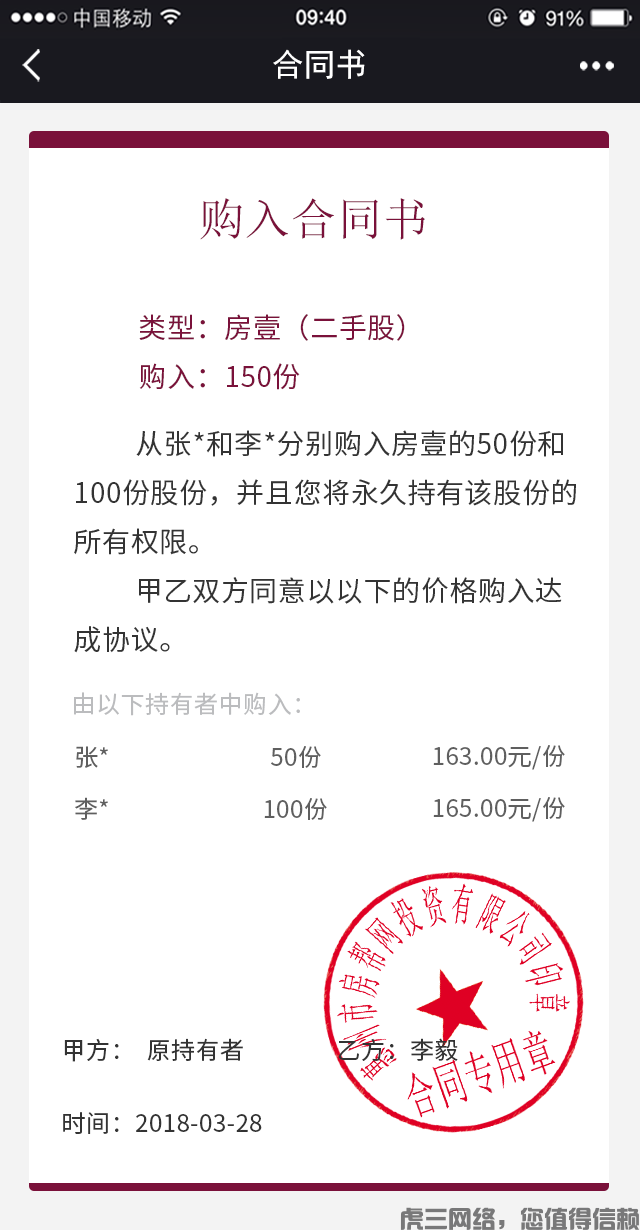 中国移动 09:40 91%
合同书
购入合同书
类型：房壹（二手股）
购入：150份
从张*和李*分别购入房壹的50份和
100份股份，并且您将永久持有该股份的
所有权限。
甲乙双方同意以以下的价格购入达
成协议。
由以下持有者中购入：
张* 50份 163.00元/份
李* 100份 165.00元/份
州市房帮网投资有限公司印章
合同专用章
甲方： 原持有者 乙方：李毅
时间：2018-03-28
虎三网络，您值得信赖